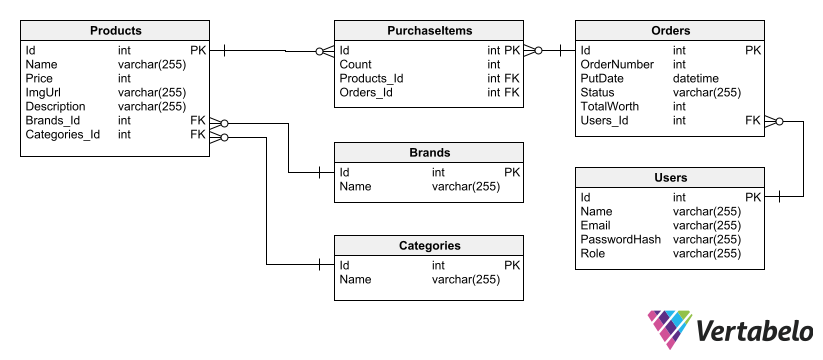 Products
Id int PK
Name varchar(255)
Price int
ImgUrl varchar(255)
Description varchar(255)
Brands_Id int FK
Categories_Id int FK
PurchaseItems
Id int PK
Count int
Products_Id int FK
Orders_Id int FK
Orders
Id int PK
OrderNumber int
PutDate datetime
Status varchar(255)
TotalWorth int
Users_Id int FK
Brands
Id int PK
Name varchar(255)
Users
Id int PK
Name varchar(255)
Email varchar(255)
PasswordHash varchar(255)
Role varchar(255)
Categories
Id int PK
Name varchar(255)
Vertabelo